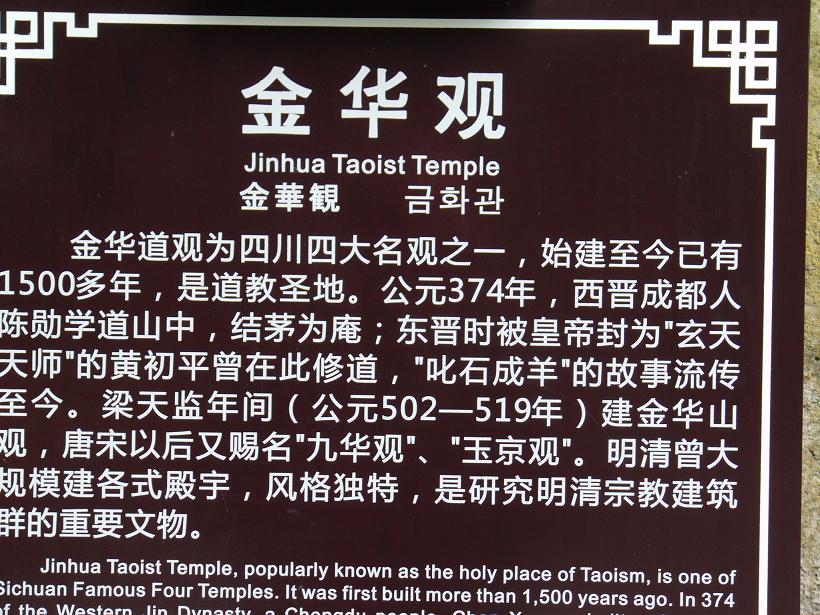 金华观
Jinhua Taoist Temple
金華観 금화관
金华道观为四川四大名观之一，始建至今已有
1500多年，是道教圣地。公元374年，西晋成都人
陈勋学道山中，结茅为庵；东晋时被皇帝封为"玄天
天师"的黄初平曾在此修道，"叱石成羊"的故事流传
至今。梁天监年间（公元502—519年）建金华山
观，唐宋以后又赐名"九华观"、"玉京观"。明清曾大
规模建各式殿宇，风格独特，是研究明清宗教建筑
群的重要文物。
Jinhua Taoist Temple, popularly known as the holy place of Taoism, is one of
Sichuan Famous Four Temples. It was first built more than 1,500 years ago. In 374
of the Western Jin Dynasty, a Chengdu people, Chen